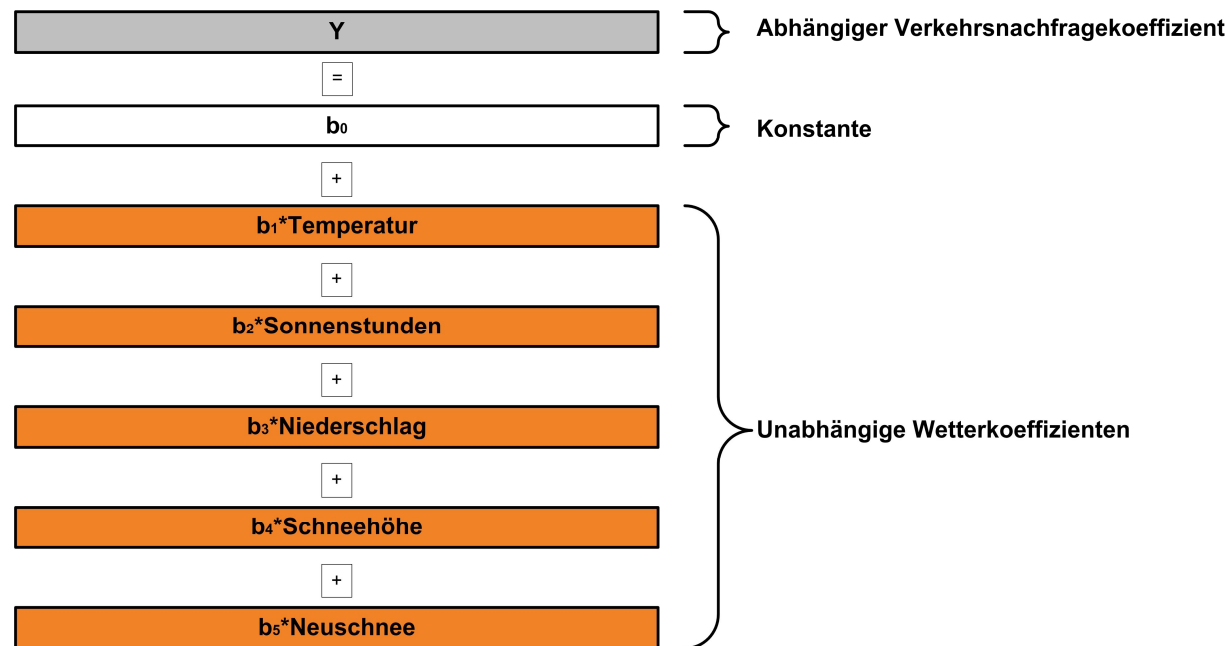 Y
Abhängiger Verkehrsnachfragekoeffizient
=
b₀
Konstante
+
b₁*Temperatur
+
b₂*Sonnenstunden
+
b₃*Niederschlag
Unabhängige Wetterkoeffizienten
+
b₄*Schneehöhe
+
b₅*Neuschnee